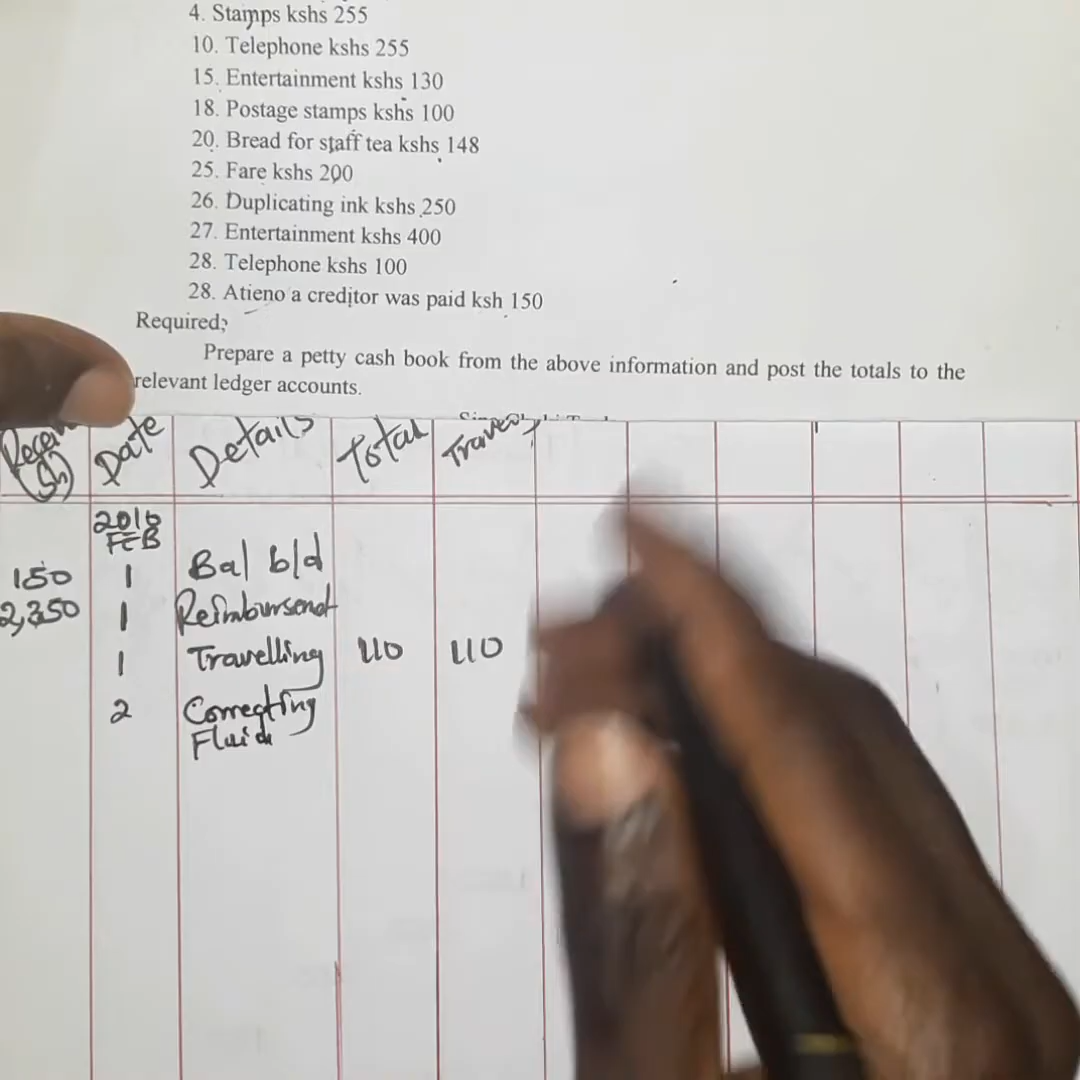 4. Stamps kshs 255
10. Telephone kshs 255
15. Entertainment kshs 130
18. Postage stamps kshs 100
20. Bread for staff tea kshs 148
25. Fare kshs 200
26. Duplicating ink kshs 250
27. Entertainment kshs 400
28. Telephone kshs 100
28. Atieno a creditor was paid ksh 150
Required;
Prepare a petty cash book from the above information and post the totals to the
relevant ledger accounts.
(Sh) Date Details Total
2016
FEB
150 1 Bal b/d
2,350 1
1 Travelling 110 110
2 Correcting
Fluid